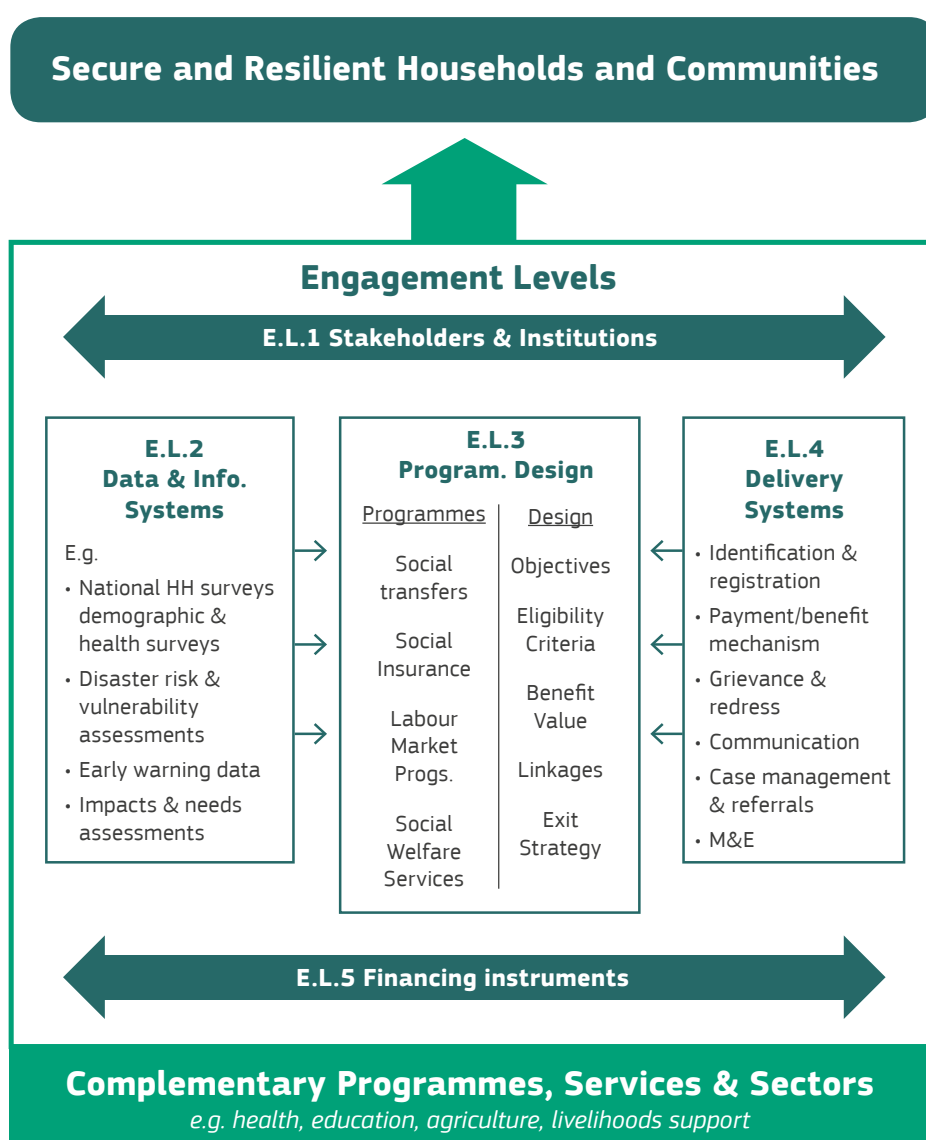 Secure and Resilient Households and Communities
Engagement Levels
E.L.1 Stakeholders & Institutions
E.L.2
Data & Info.
Systems
E.g.
• National HH surveys
demographic &
health surveys
• Disaster risk &
vulnerability
assessments
• Early warning data
• Impacts & needs
assessments
E.L.3
Program. Design
Programmes
Social
transfers
Social
Insurance
Labour
Market
Progs.
Social
Welfare
Services
Design
Objectives
Eligibility
Criteria
Benefit
Value
Linkages
Exit
Strategy
E.L.4
Delivery
Systems
• Identification &
registration
• Payment/benefit
mechanism
• Grievance &
redress
• Communication
• Case management
& referrals
• M&E
E.L.5 Financing instruments
Complementary Programmes, Services & Sectors
e.g. health, education, agriculture, livelihoods support